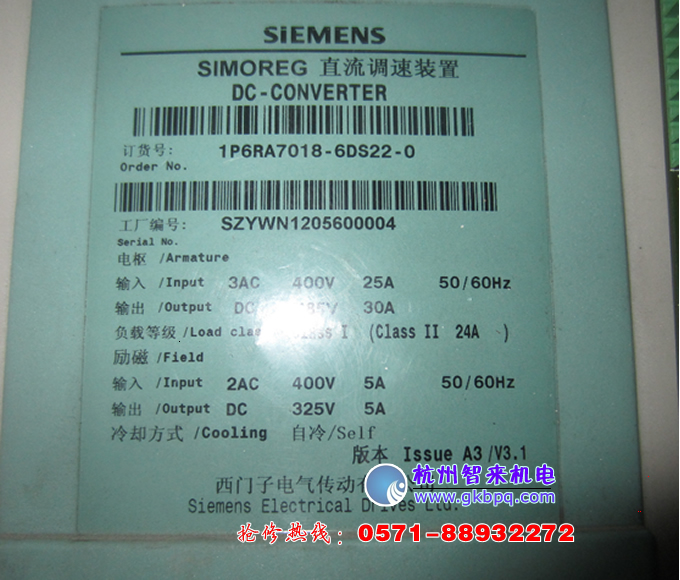 SIEMENS
SIMOREG 直流调速装置
DC-CONVERTER
订货号: 1P6RA7018-6DS22-0
Order No.
工厂编号: SZYWN1205600004
Serial No.
电枢 /Armature
输入 /Input 3AC 400V 25A 50/60Hz
输出 /Output DC 485V 30A
负载等级 /Load class Class I (Class II 24A )
励磁 /Field
输入 /Input 2AC 400V 5A 50/60Hz
输出 /Output DC 325V 5A
冷却方式 /Cooling 自冷/Self
版本 Issue A3/V3.1
杭州智来机电
西门子电气传动有
www.gkbpq.com
Siemens Electrical Drives Ltd.
抢修热线: 0571-88932272